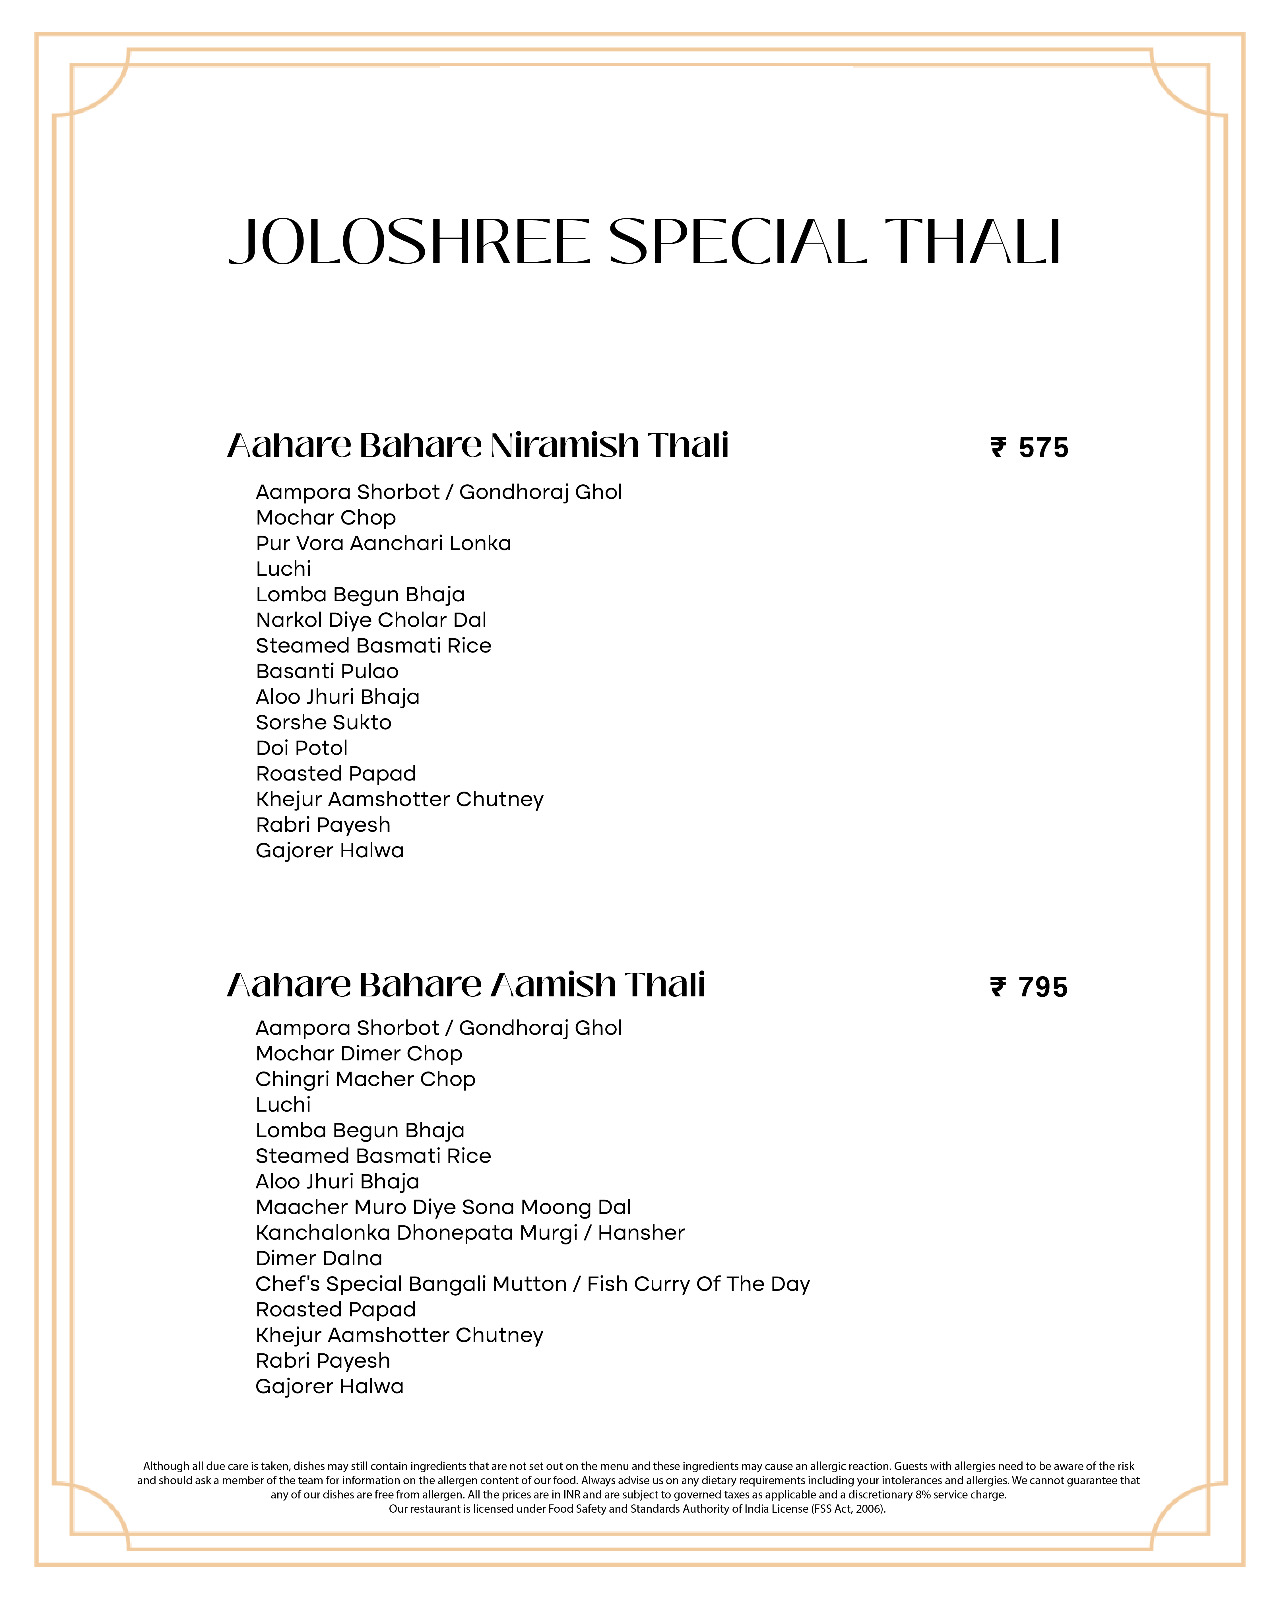 JOLOSHREE SPECIAL THALI
Aahare Bahare Niramish Thali ₹ 575
Aampora Shorbot / Gondhoraj Ghol
Mochar Chop
Pur Vora Aanchari Lonka
Luchi
Lomba Begun Bhaja
Narkol Diye Cholar Dal
Steamed Basmati Rice
Basanti Pulao
Aloo Jhuri Bhaja
Sorshe Sukto
Doi Potol
Roasted Papad
Khejur Aamshotter Chutney
Rabri Payesh
Gajorer Halwa
Aahare Bahare Aamish Thali ₹ 795
Aampora Shorbot / Gondhoraj Ghol
Mochar Dimer Chop
Chingri Macher Chop
Luchi
Lomba Begun Bhaja
Steamed Basmati Rice
Aloo Jhuri Bhaja
Maacher Muro Diye Sona Moong Dal
Kanchalonka Dhonepata Murgi / Hansher
Dimer Dalna
Chef's Special Bangali Mutton / Fish Curry Of The Day
Roasted Papad
Khejur Aamshotter Chutney
Rabri Payesh
Gajorer Halwa
Although all due care is taken, dishes may still contain ingredients that are not set out on the menu and these ingredients may cause an allergic reaction. Guests with allergies need to be aware of the risk
and should ask a member of the team for information on the allergen content of our food. Always advise us on any dietary requirements including your intolerances and allergies. We cannot guarantee that
any of our dishes are free from allergen. All the prices are in INR and are subject to governed taxes as applicable and a discretionary 8% service charge.
Our restaurant is licensed under Food Safety and Standards Authority of India License (FSS Act, 2006).